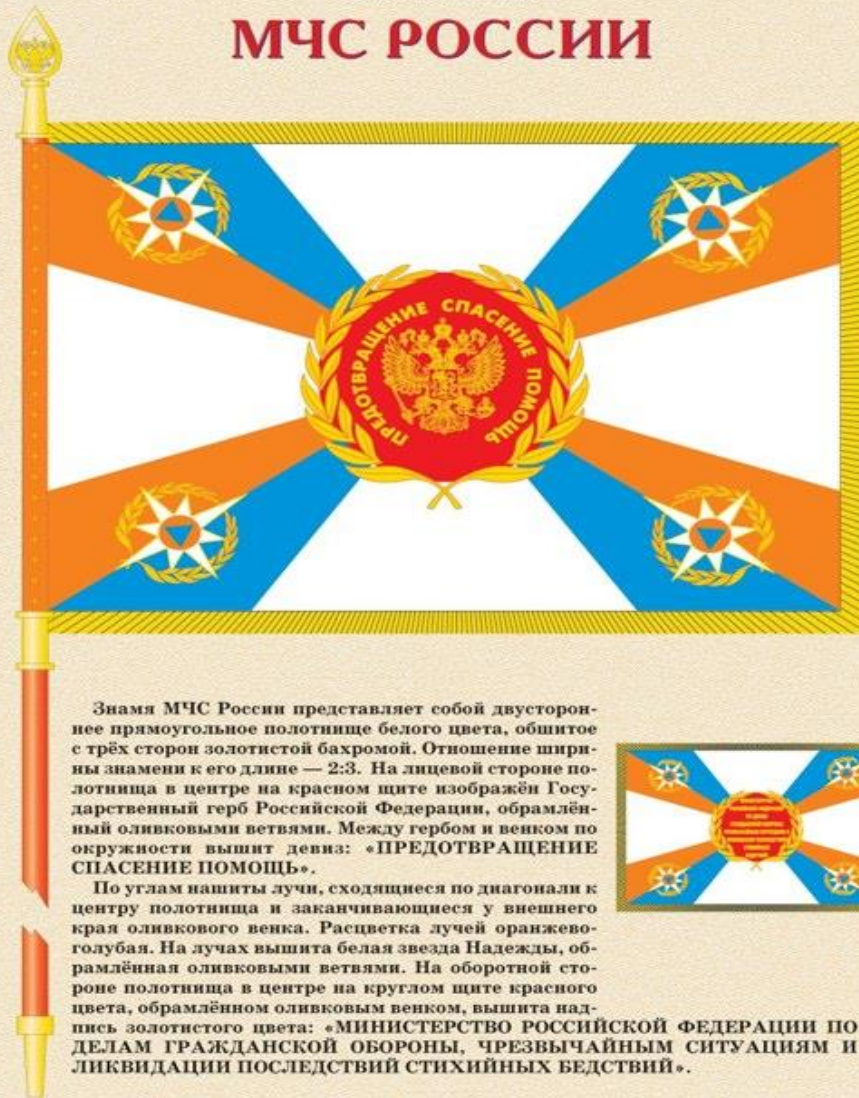 МЧС РОССИИ
ПРЕДОТВРАЩЕНИЕ СПАСЕНИЕ ПОМОЩЬ
Знамя МЧС России представляет собой двусторон-
нее прямоугольное полотнище белого цвета, обшитое
с трёх сторон золотистой бахромой. Отношение шири-
ны знамени к его длине — 2:3. На лицевой стороне по-
лотнища в центре на красном щите изображён Госу-
дарственный герб Российской Федерации, обрамлён-
ный оливковыми ветвями. Между гербом и венком по
окружности вышит девиз: «ПРЕДОТВРАЩЕНИЕ
СПАСЕНИЕ ПОМОЩЬ».
По углам нашиты лучи, сходящиеся по диагонали к
центру полотнища и заканчивающиеся у внешнего
края оливкового венка. Расцветка лучей оранжево-
голубая. На лучах вышита белая звезда Надежды, об-
рамлённая оливковыми ветвями. На оборотной сто-
роне полотнища в центре на круглом щите красного
цвета, обрамлённом оливковым венком, вышита над-
пись золотистого цвета: «МИНИСТЕРСТВО РОССИЙСКОЙ ФЕДЕРАЦИИ ПО
ДЕЛАМ ГРАЖДАНСКОЙ ОБОРОНЫ, ЧРЕЗВЫЧАЙНЫМ СИТУАЦИЯМ И
ЛИКВИДАЦИИ ПОСЛЕДСТВИЙ СТИХИЙНЫХ БЕДСТВИЙ».